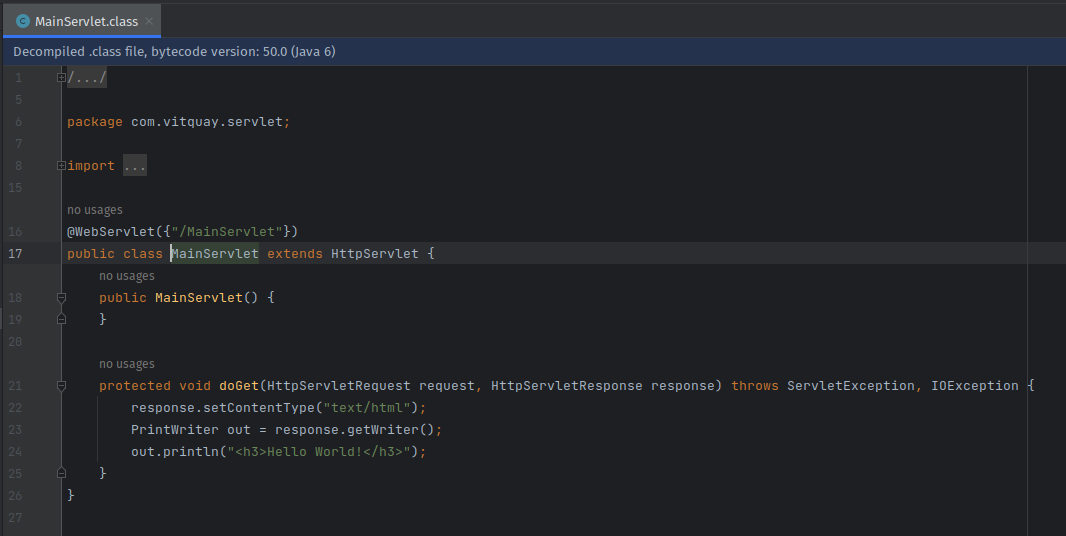 MainServlet.class
Decompiled .class file, bytecode version: 50.0 (Java 6)
1 /.../
5
6 package com.vitquay.servlet;
7
8 import ...
15
no usages
16 @WebServlet({"/MainServlet"})
17 public class MainServlet extends HttpServlet {
no usages
18 public MainServlet() {
19 }
20
no usages
21 protected void doGet(HttpServletRequest request, HttpServletResponse response) throws ServletException, IOException {
22 response.setContentType("text/html");
23 PrintWriter out = response.getWriter();
24 out.println("<h3>Hello World!</h3>");
25 }
26 }
27